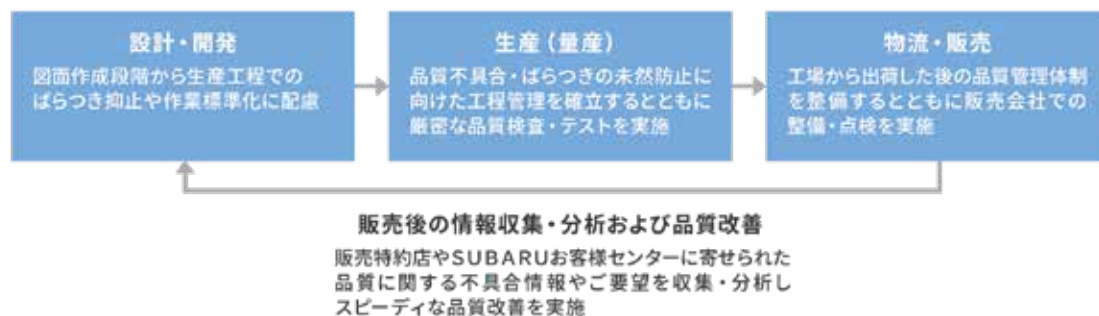 設計・開発
図面作成段階から生産工程での
ばらつき抑止や作業標準化に配慮
生産(量産)
品質不具合・ばらつきの未然防止に
向けた工程管理を確立するとともに
厳密な品質検査・テストを実施
物流・販売
工場から出荷した後の品質管理体制
を整備するとともに販売会社での
整備・点検を実施
販売後の情報収集・分析および品質改善
販売特約店やSUBARUお客様センターに寄せられた
品質に関する不具合情報やご要望を収集・分析し
スピーディな品質改善を実施